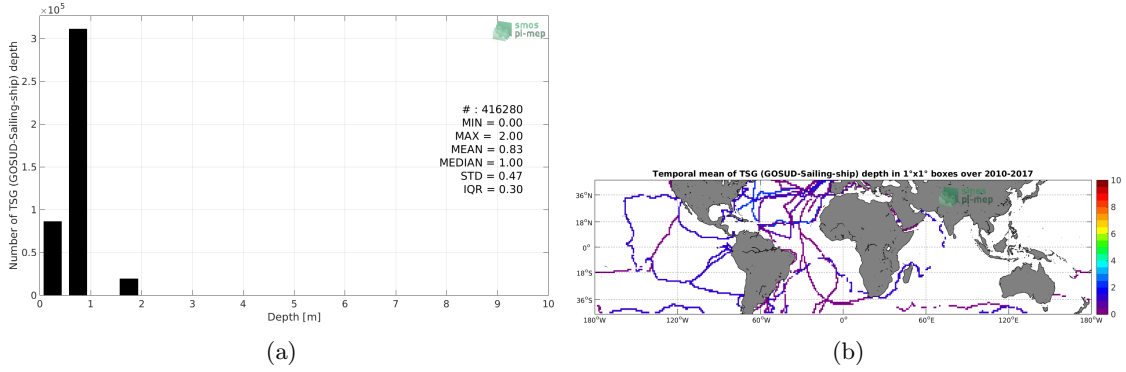 ×10⁵
3
2.5
2
1.5
1
0.5
0
Number of TSG (GOSUD-Sailing-ship) depth
smos
pi-mep
# : 416280
MIN = 0.00
MAX = 2.00
MEAN = 0.83
MEDIAN = 1.00
STD = 0.47
IQR = 0.30
0 1 2 3 4 5 6 7 8 9 10
Depth [m]
(a)
Temporal mean of TSG (GOSUD-Sailing-ship) depth in 1°x1° boxes over 2010-2017
smos
pi-mep
36°N
18°N
0°
18°S
36°S
180°W 120°W 60°W 0° 60°E 120°E 180°W
10
8
6
4
2
0
(b)